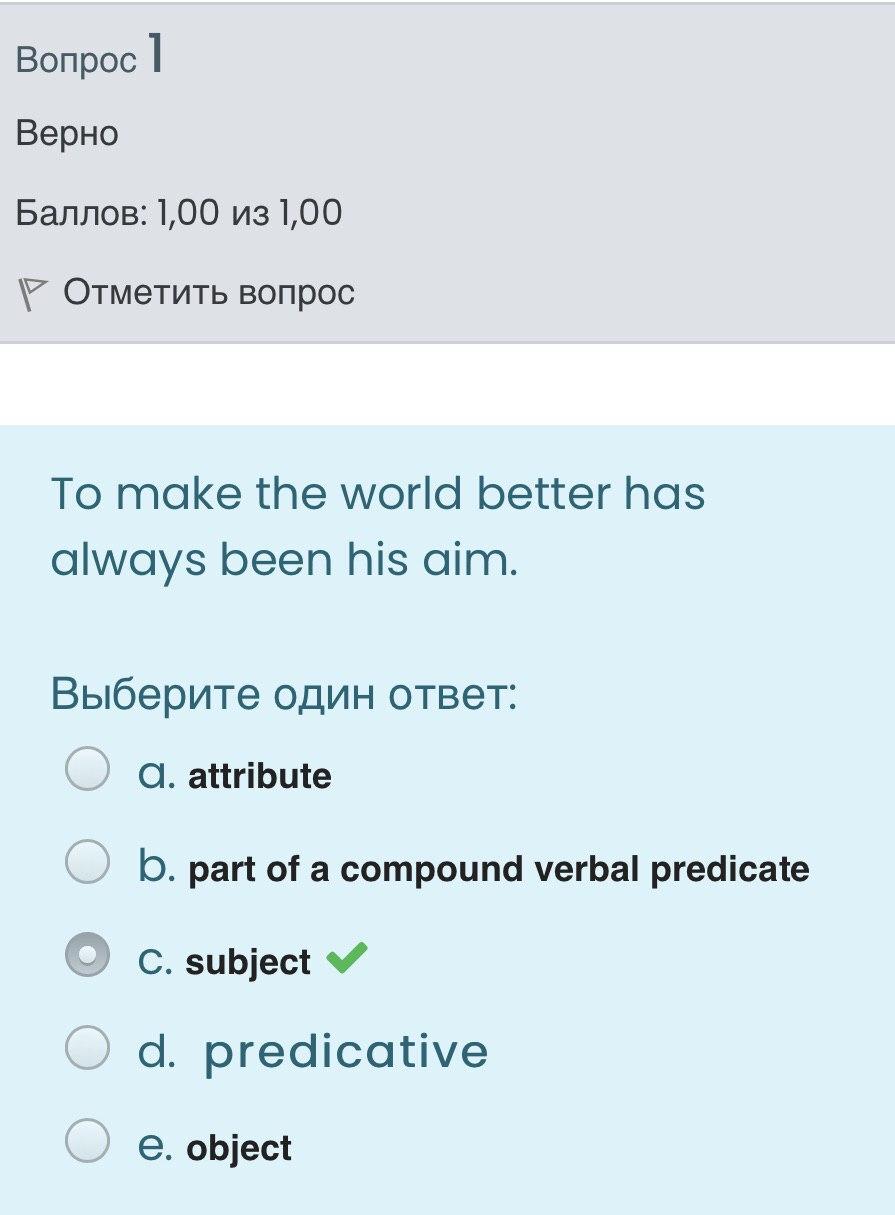 Вопрос 1
Верно
Баллов: 1,00 из 1,00
Отметить вопрос
To make the world better has
always been his aim.
Выберите один ответ:
a. attribute
b. part of a compound verbal predicate
c. subject
d. predicative
e. object